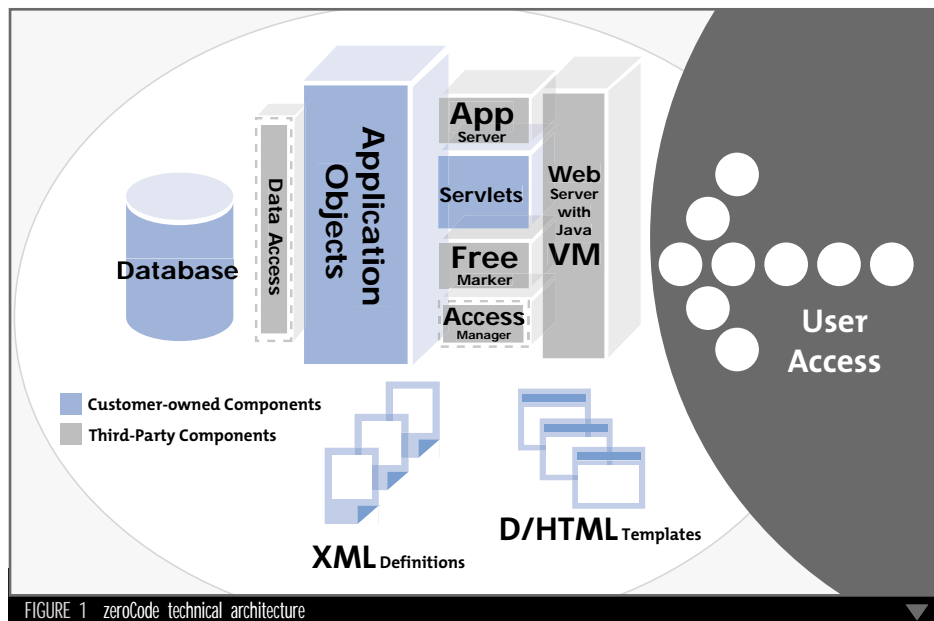 Database
Data Access
Application
Objects
App
Server
Servlets
Free
Marker
Access
Manager
Web
Server
with
Java
VM
User
Access
Customer-owned Components
Third-Party Components
XML Definitions
D/HTML Templates
FIGURE 1 zeroCode technical architecture